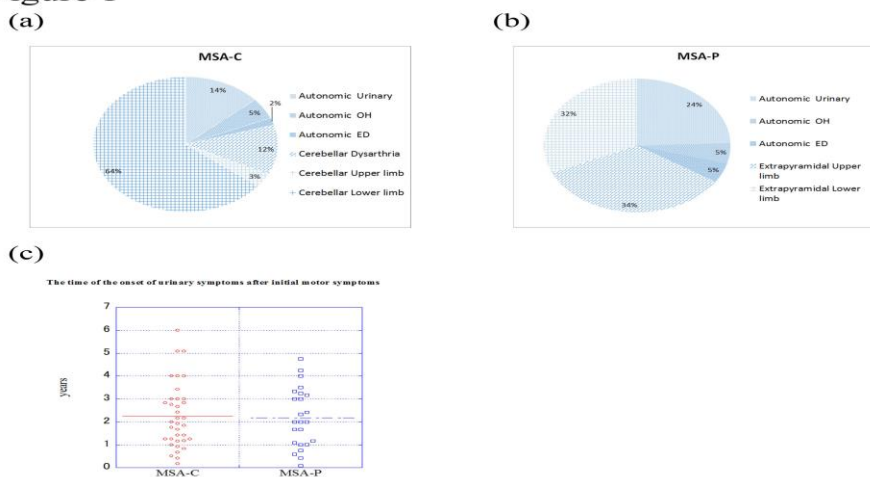 (a)
(b)
MSA-C
14%
5%
2%
12%
3%
64%
Autonomic Urinary
Autonomic OH
Autonomic ED
Cerebellar Dysarthria
Cerebellar Upper limb
Cerebellar Lower limb
MSA-P
24%
5%
5%
34%
32%
Autonomic Urinary
Autonomic OH
Autonomic ED
Extrapyramidal Upper
limb
Extrapyramidal Lower
limb
(c)
The time of the onset of urinary symptoms after initial motor symptoms
years
7
6
5
4
3
2
1
0
MSA-C
MSA-P